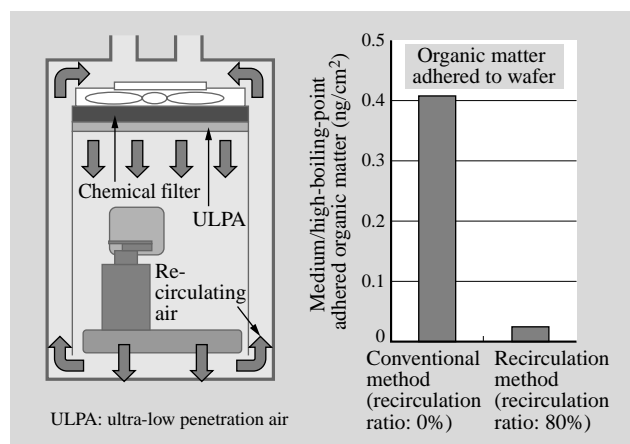 Chemical filter
ULPA
Re-
circulating
air
ULPA: ultra-low penetration air
Medium/high-boiling-point
adhered organic matter (ng/cm2)
0.5
0.4
0.3
0.2
0.1
0
Organic matter
adhered to wafer
Conventional
method
(recirculation
ratio: 0%)
Recirculation
method
(recirculation
ratio: 80%)